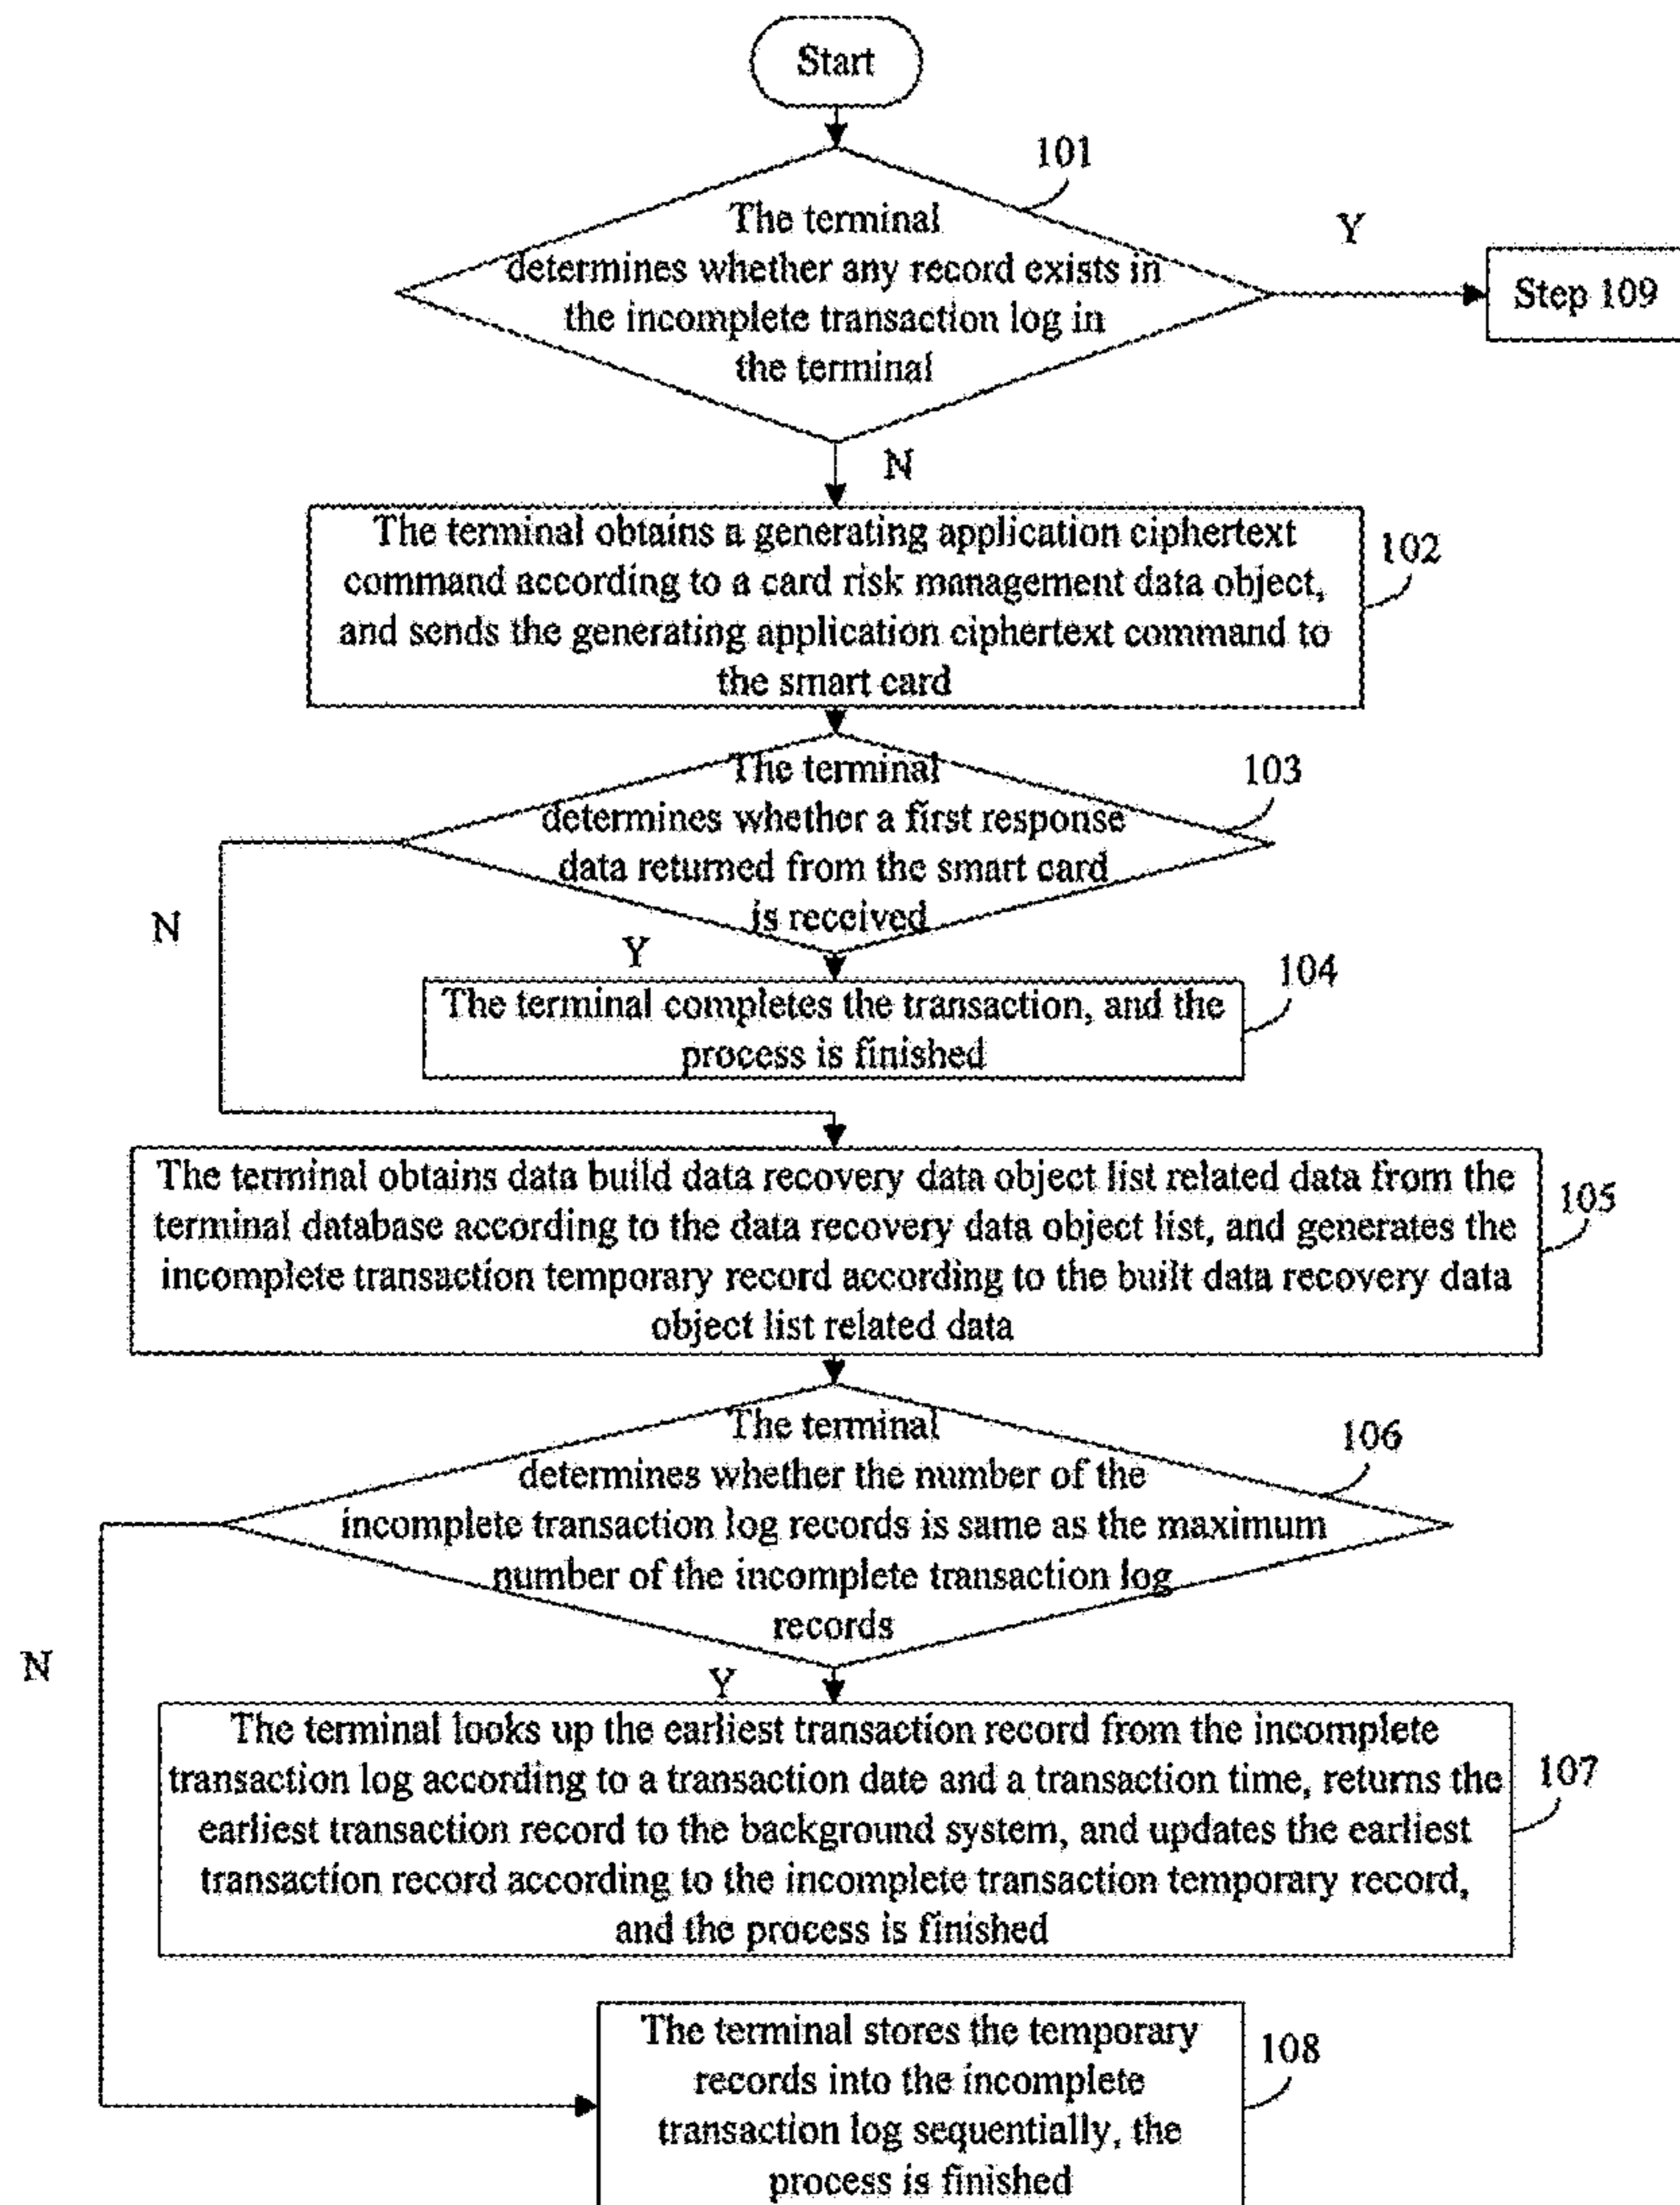 Start
101
The terminal
determines whether any record exists in
the incomplete transaction log in
the terminal
Y
Step 109
N
The terminal obtains a generating application ciphertext
command according to a card risk management data object,
and sends the generating application ciphertext command to
the smart card
102
The terminal
determines whether a first response
data returned from the smart card
is received
103
N
Y
The terminal completes the transaction, and the
process is finished
104
The terminal obtains data build data recovery data object list related data from the
terminal database according to the data recovery data object list, and generates the
incomplete transaction temporary record according to the built data recovery data
object list related data
105
The terminal
determines whether the number of the
incomplete transaction log records is same as the maximum
number of the incomplete transaction log
records
106
N
Y
The terminal looks up the earliest transaction record from the incomplete
transaction log according to a transaction date and a transaction time, returns the
earliest transaction record to the background system, and updates the earliest
transaction record according to the incomplete transaction temporary record,
and the process is finished
107
The terminal stores the temporary
records into the incomplete
transaction log sequentially, the
process is finished
108